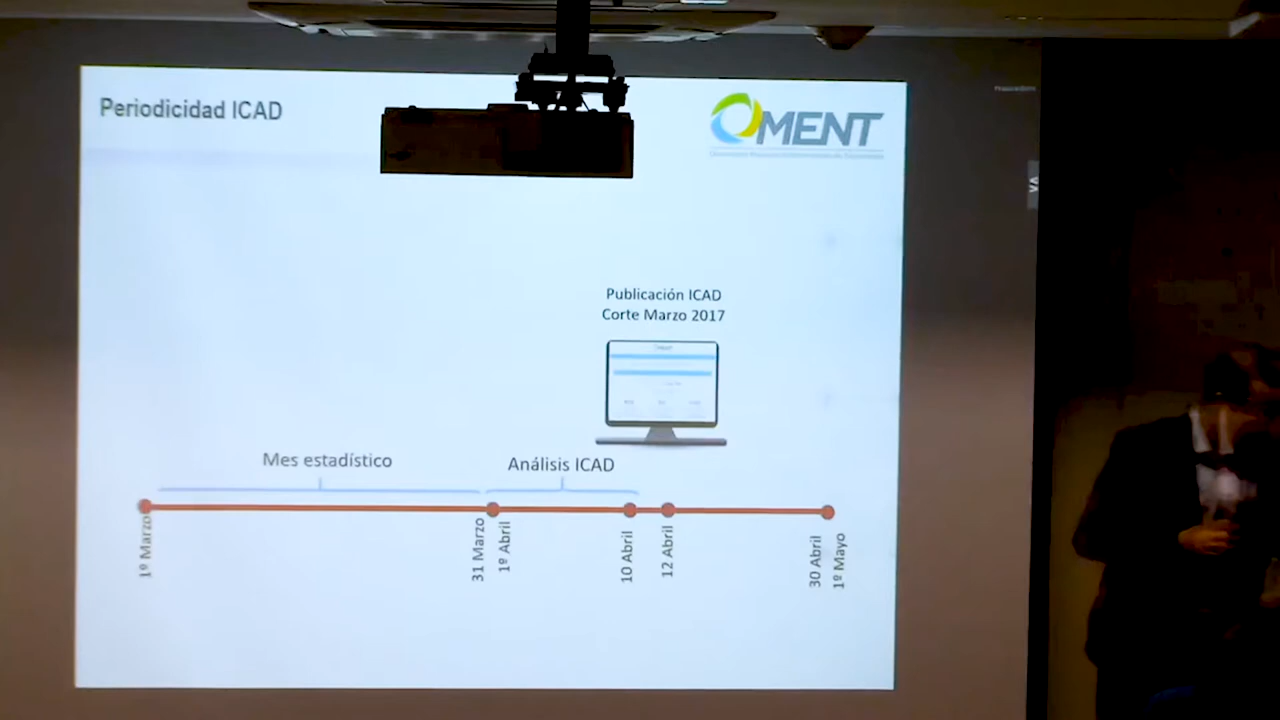 Periodicidad ICAD
OMENT
Publicación ICAD
Corte Marzo 2017
Mes estadístico
Análisis ICAD
1º Marzo
31 Marzo
1º Abril
10 Abril
12 Abril
30 Abril
1º Mayo